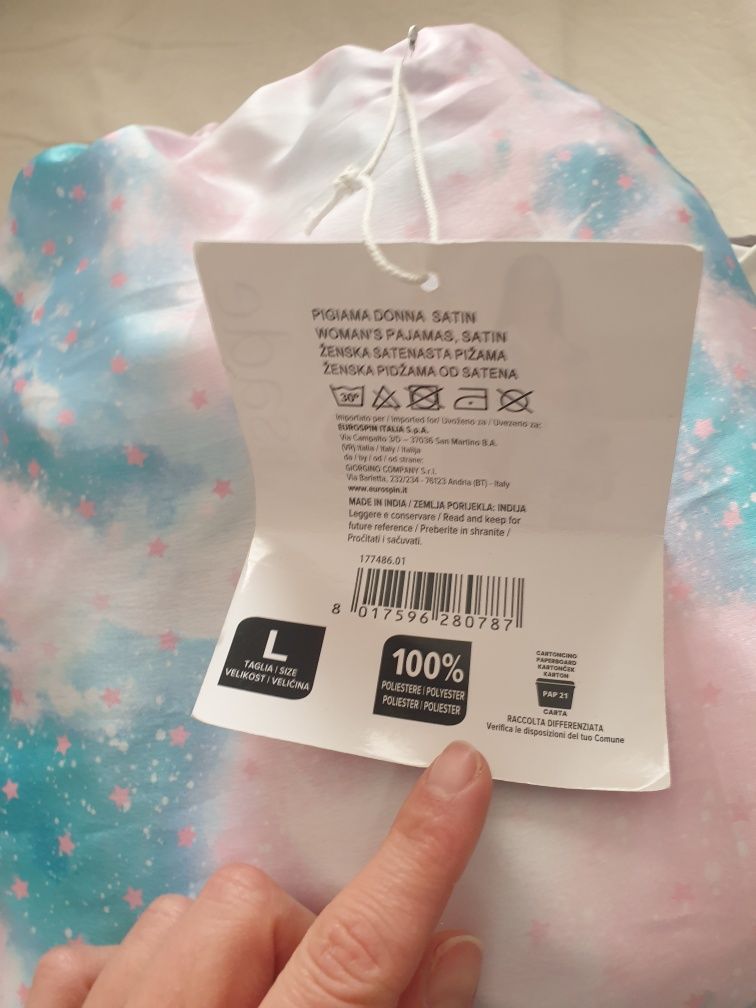 PIGIAMA DONNA SATIN
WOMAN'S PAJAMAS, SATIN
ŽENSKA SATENASTA PIŽAMA
ŽENSKA PIDŽAMA OD SATENA
30°
Importato per / Imported for/ Uvoženo za / Uvezeno za:
EUROSPIN ITALIA S.p.A.
Via Campalto 3/D – 37036 San Martino B.A.
(VR) Italia / Italy / Italija
da / by / od / od strane:
GIORGINO COMPANY S.r.l.
Via Barletta, 232/234 - 76123 Andria (BT) - Italy
www.eurospin.it
MADE IN INDIA / ZEMLJA PORIJEKLA: INDIJA
Leggere e conservare / Read and keep for
future reference / Preberite in shranite /
Pročitati i sačuvati.
177486.01
8 017596 280787
L
TAGLIA / SIZE
VELIKOST / VELIČINA
100%
POLIESTERE / POLYESTER
POLIESTER / POLIESTER
CARTONCINO
PAPERBOARD
KARTONČEK
KARTON
PAP 21
CARTA
RACCOLTA DIFFERENZIATA
Verifica le disposizioni del tuo Comune